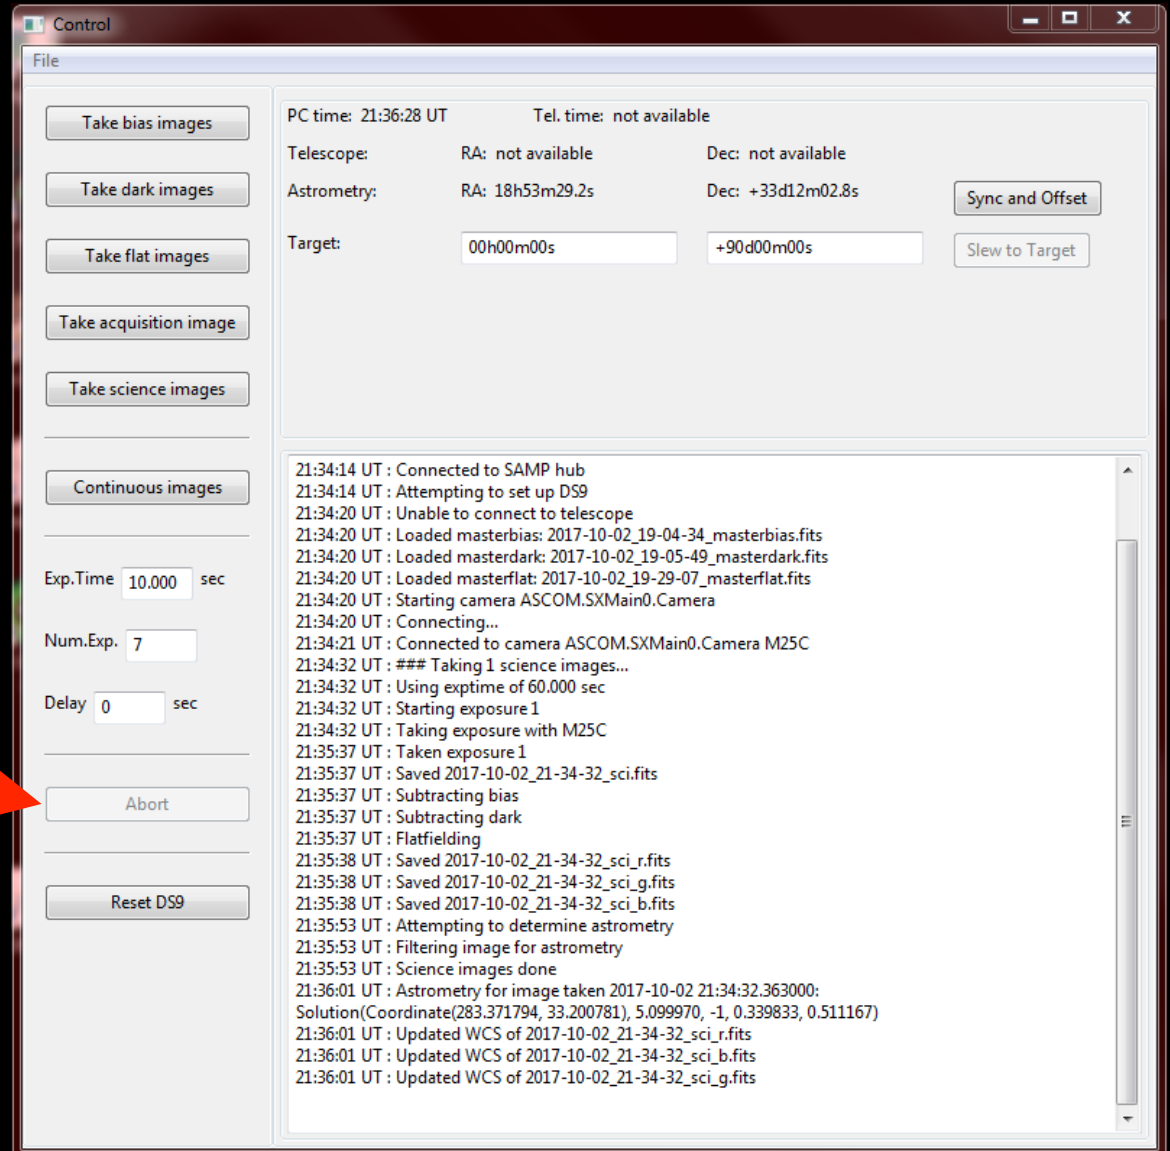 Control
File
Take bias images
Take dark images
Take flat images
Take acquisition image
Take science images
Continuous images
Exp.Time 10.000 sec
Num.Exp. 7
Delay 0 sec
Abort
Reset DS9
PC time: 21:36:28 UT Tel. time: not available
Telescope: RA: not available Dec: not available
Astrometry: RA: 18h53m29.2s Dec: +33d12m02.8s Sync and Offset
Target: 00h00m00s +90d00m00s Slew to Target
21:34:14 UT : Connected to SAMP hub
21:34:14 UT : Attempting to set up DS9
21:34:20 UT : Unable to connect to telescope
21:34:20 UT : Loaded masterbias: 2017-10-02_19-04-34_masterbias.fits
21:34:20 UT : Loaded masterdark: 2017-10-02_19-05-49_masterdark.fits
21:34:20 UT : Loaded masterflat: 2017-10-02_19-29-07_masterflat.fits
21:34:20 UT : Starting camera ASCOM.SXMain0.Camera
21:34:20 UT : Connecting...
21:34:21 UT : Connected to camera ASCOM.SXMain0.Camera M25C
21:34:32 UT : ### Taking 1 science images...
21:34:32 UT : Using exptime of 60.000 sec
21:34:32 UT : Starting exposure 1
21:34:32 UT : Taking exposure with M25C
21:35:37 UT : Taken exposure 1
21:35:37 UT : Saved 2017-10-02_21-34-32_sci.fits
21:35:37 UT : Subtracting bias
21:35:37 UT : Subtracting dark
21:35:37 UT : Flatfielding
21:35:38 UT : Saved 2017-10-02_21-34-32_sci_r.fits
21:35:38 UT : Saved 2017-10-02_21-34-32_sci_g.fits
21:35:38 UT : Saved 2017-10-02_21-34-32_sci_b.fits
21:35:53 UT : Attempting to determine astrometry
21:35:53 UT : Filtering image for astrometry
21:35:53 UT : Science images done
21:36:01 UT : Astrometry for image taken 2017-10-02 21:34:32.363000:
Solution(Coordinate(283.371794, 33.200781), 5.099970, -1, 0.339833, 0.511167)
21:36:01 UT : Updated WCS of 2017-10-02_21-34-32_sci_r.fits
21:36:01 UT : Updated WCS of 2017-10-02_21-34-32_sci_b.fits
21:36:01 UT : Updated WCS of 2017-10-02_21-34-32_sci_g.fits